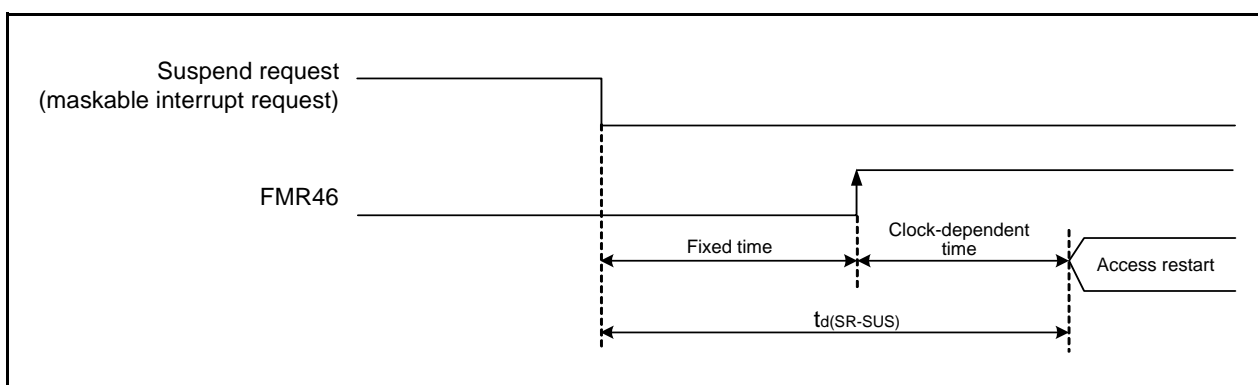 Suspend request
(maskable interrupt request)
FMR46
Fixed time
Clock-dependent
time
Access restart
td(SR-SUS)